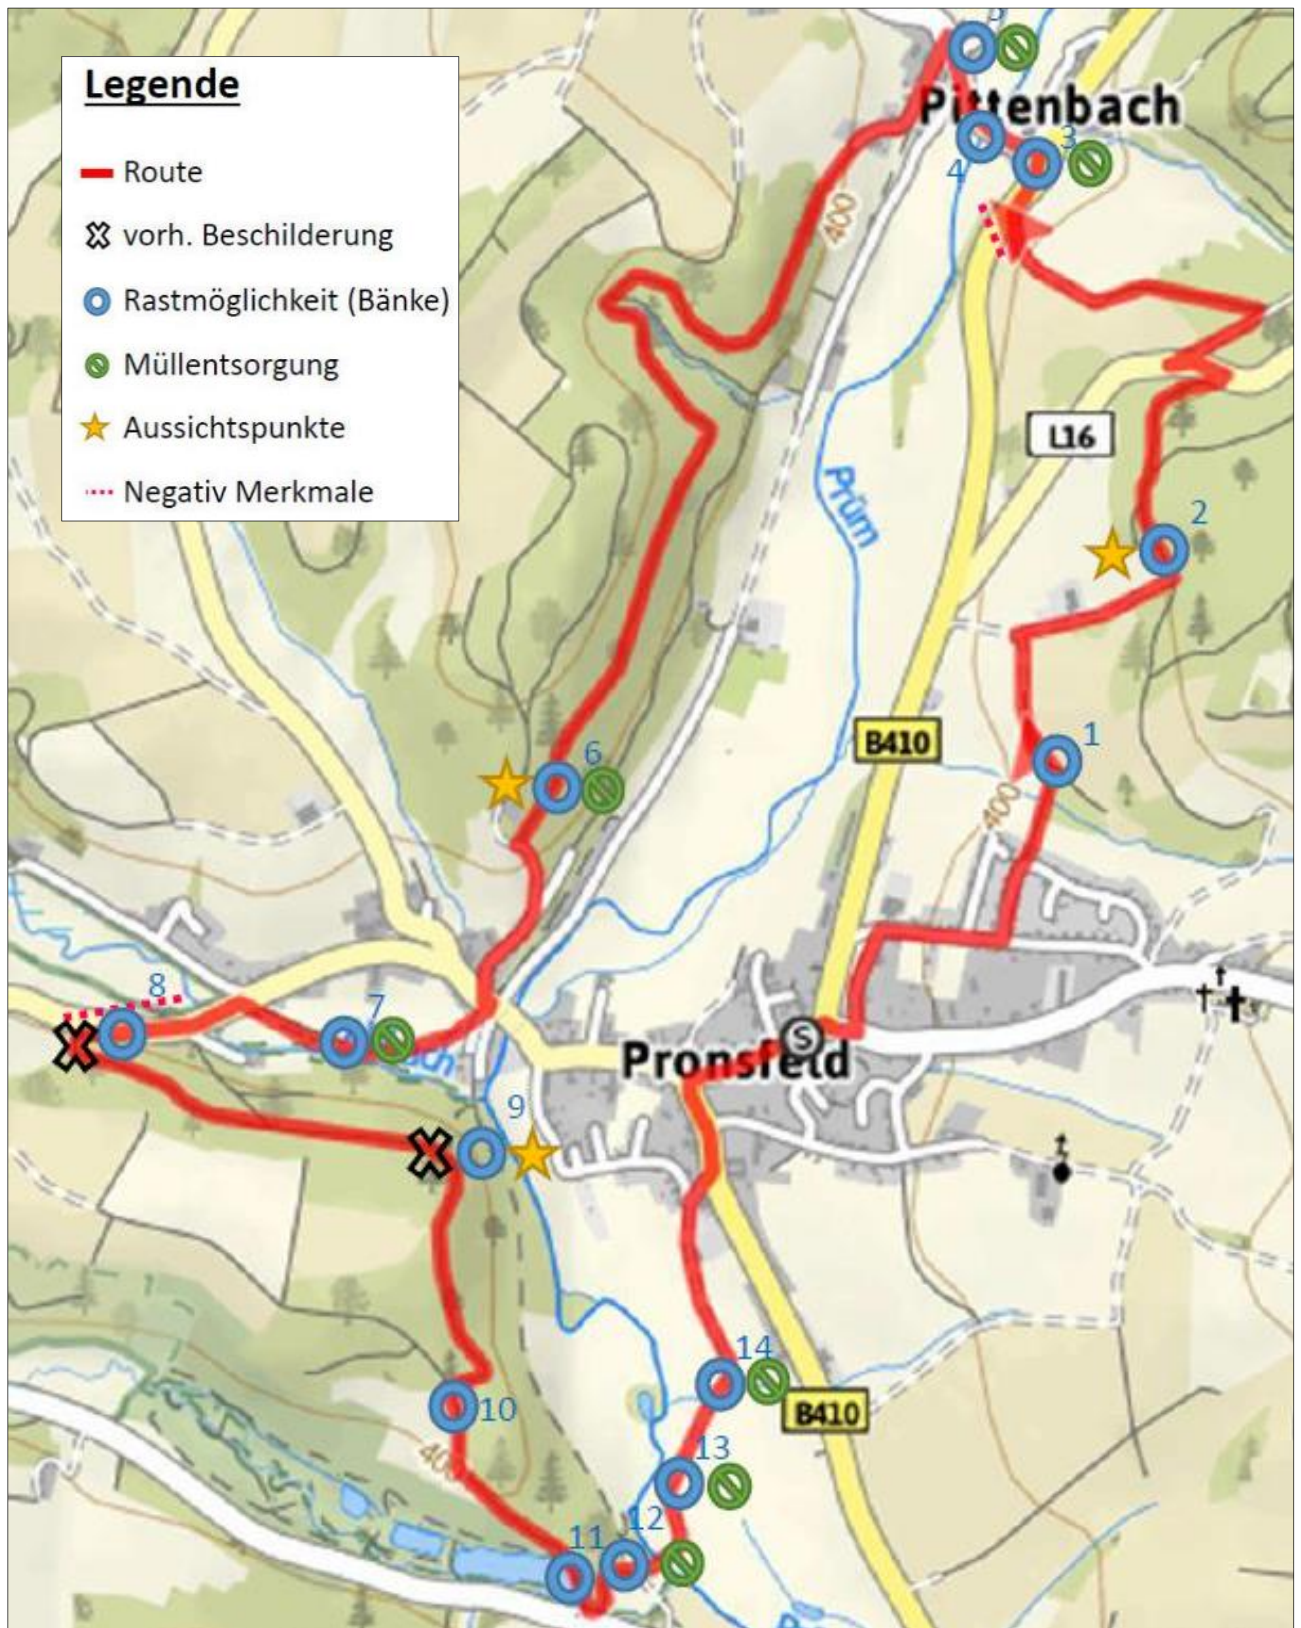 5
Legende
Pittenbach
3
Route
4
400
vorh. Beschilderung
Rastmöglichkeit (Bänke)
Müllentsorgung
Aussichtspunkte
L16
Negativ Merkmale
Prüm
2
B410
1
6
400
8
7
S
Pronsfeld
9
14
10
B410
13
400
12
11